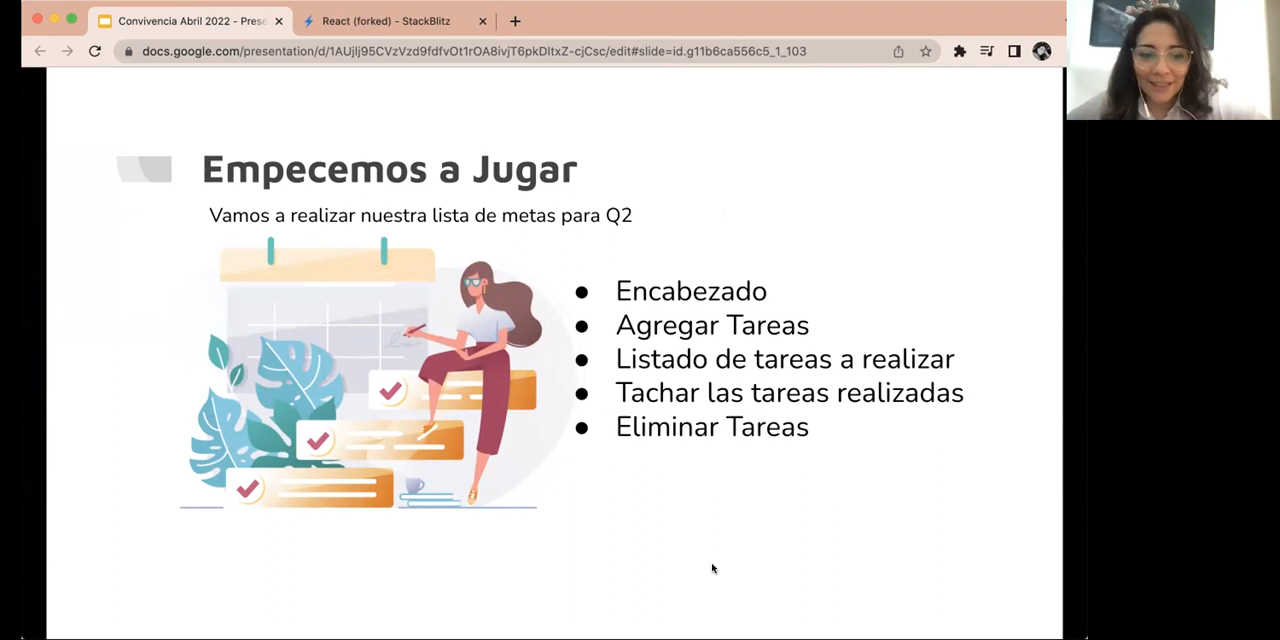 Convivencia Abril 2022 - Prese
React (forked) - StackBlitz
docs.google.com/presentation/d/1AUjlj95CVzVzd9fdfvOt1rOA8ivjT6pkDltxZ-cjCsc/edit#slide=id.g11b6ca556c5_1_103
Empecemos a Jugar
Vamos a realizar nuestra lista de metas para Q2
● Encabezado
● Agregar Tareas
● Listado de tareas a realizar
● Tachar las tareas realizadas
● Eliminar Tareas